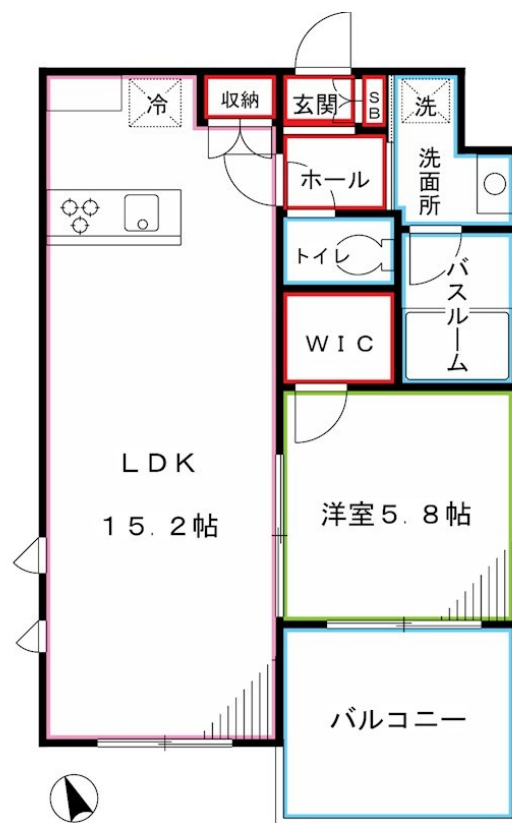 冷
収納
玄関
SB
洗
洗面所
ホール
トイレ
バスルーム
WIC
LDK
15.2帖
洋室5.8帖
バルコニー